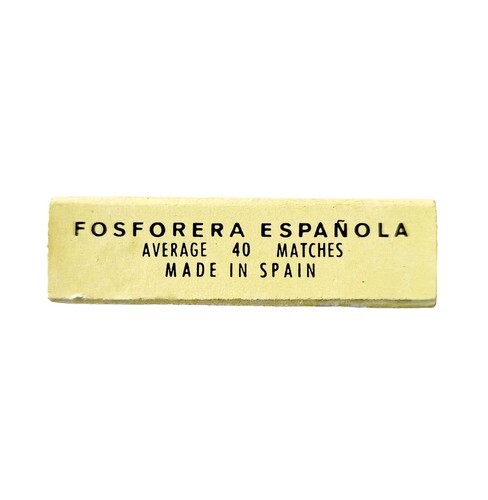 FOSFORERA ESPAÑOLA
AVERAGE 40 MATCHES
MADE IN SPAIN